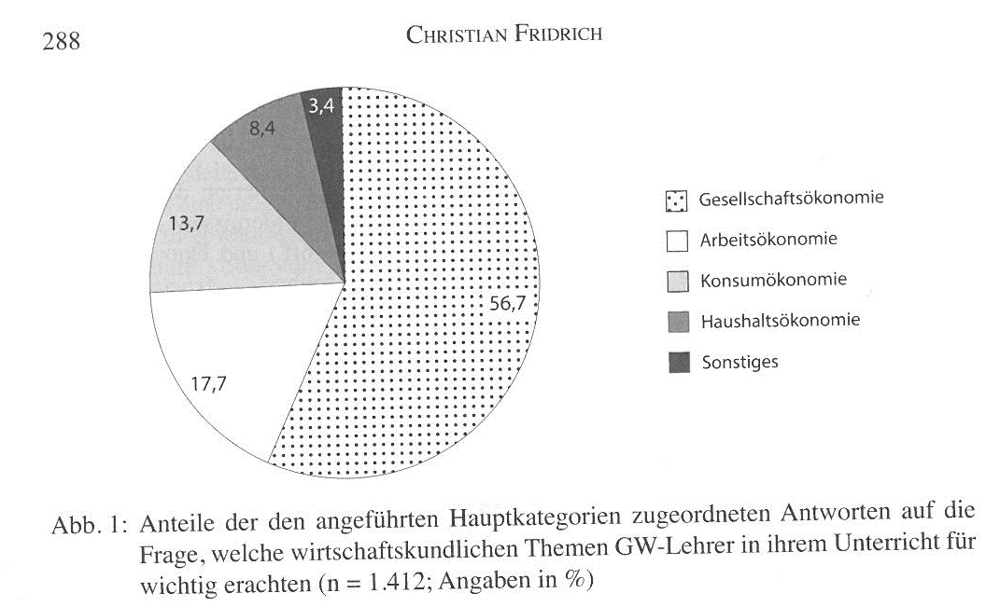 288
CHRISTIAN FRIDRICH
3,4
8,4
13,7
56,7
17,7
Gesellschaftsökonomie
Arbeitsökonomie
Konsumökonomie
Haushaltsökonomie
Sonstiges
Abb. 1: Anteile der den angeführten Hauptkategorien zugeordneten Antworten auf die
Frage, welche wirtschaftskundlichen Themen GW-Lehrer in ihrem Unterricht für
wichtig erachten (n = 1.412; Angaben in %)